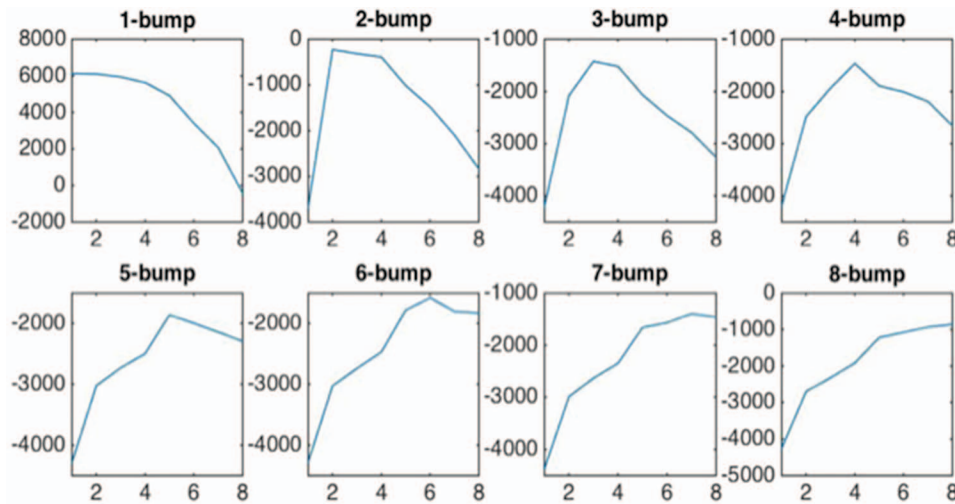 1-bump 2-bump 3-bump 4-bump
8000 0 -1000 -1000
6000 -1000 -2000 -2000
4000 -2000 -3000 -3000
2000 -3000 -4000 -4000
0 -4000
-2000
2 4 6 8 2 4 6 8 2 4 6 8 2 4 6 8
5-bump 6-bump 7-bump 8-bump
-2000 -2000 -1000 0
-3000 -3000 -2000 -1000
-4000 -4000 -3000 -2000
-4000 -3000
-4000
-5000
2 4 6 8 2 4 6 8 2 4 6 8 2 4 6 8